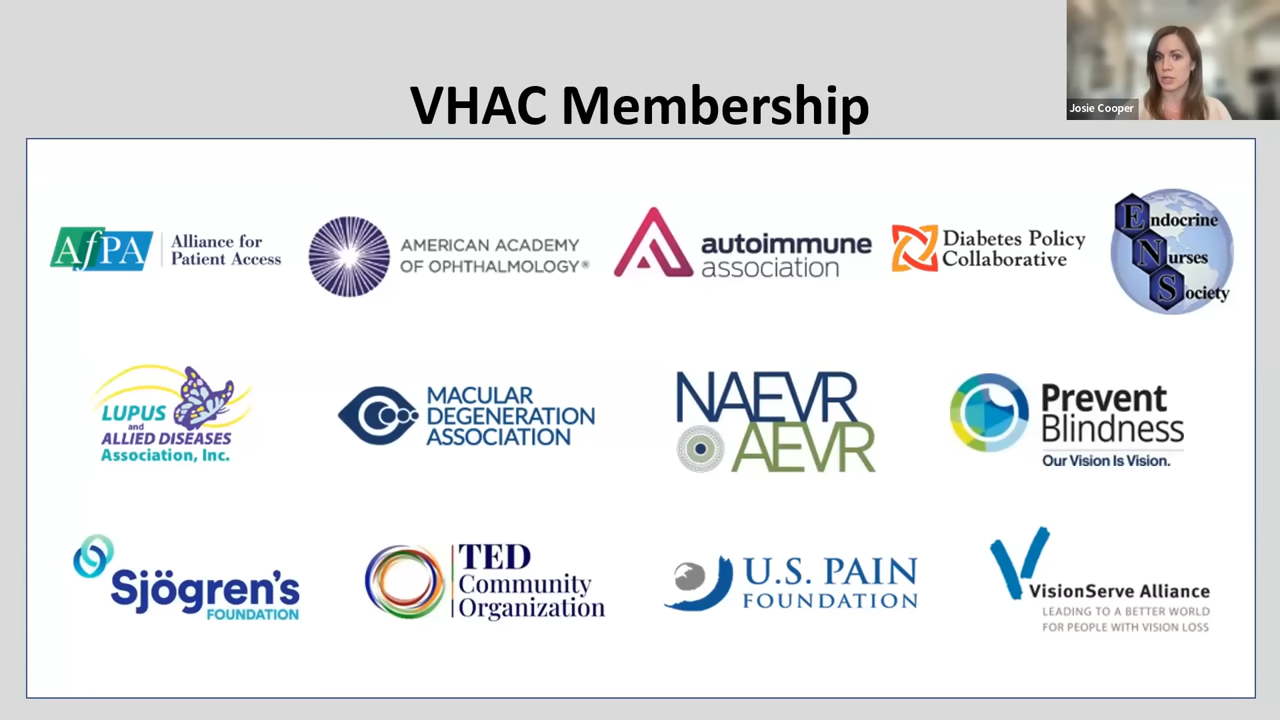 VHAC Membership
Josie Cooper
AfPA
Alliance for
Patient Access
AMERICAN ACADEMY
OF OPHTHALMOLOGY®
autoimmune
association
Diabetes Policy
Collaborative
Endocrine
Nurses
Society
LUPUS
and
ALLIED DISEASES
Association, Inc.
MACULAR
DEGENERATION
ASSOCIATION
NAEVR
AEVR
Prevent
Blindness
Our Vision Is Vision.
Sjögren's
FOUNDATION
TED
Community
Organization
U.S. PAIN
FOUNDATION
VisionServe Alliance
LEADING TO A BETTER WORLD
FOR PEOPLE WITH VISION LOSS